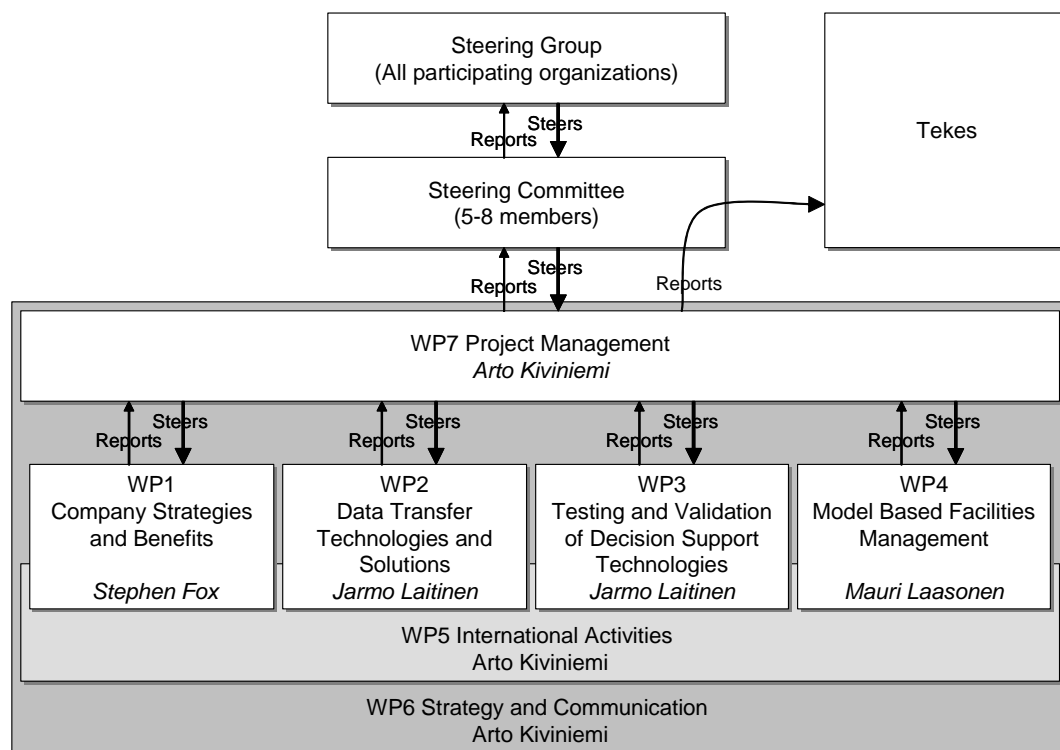 Steering Group
(All participating organizations)
Tekes
Steers
Reports
Steering Committee
(5-8 members)
Steers
Reports
Reports
WP7 Project Management
Arto Kiviniemi
Steers
Reports
Steers
Reports
Steers
Reports
Steers
Reports
WP1
Company Strategies
and Benefits
Stephen Fox
WP2
Data Transfer
Technologies and
Solutions
Jarmo Laitinen
WP3
Testing and Validation
of Decision Support
Technologies
Jarmo Laitinen
WP4
Model Based Facilities
Management
Mauri Laasonen
WP5 International Activities
Arto Kiviniemi
WP6 Strategy and Communication
Arto Kiviniemi